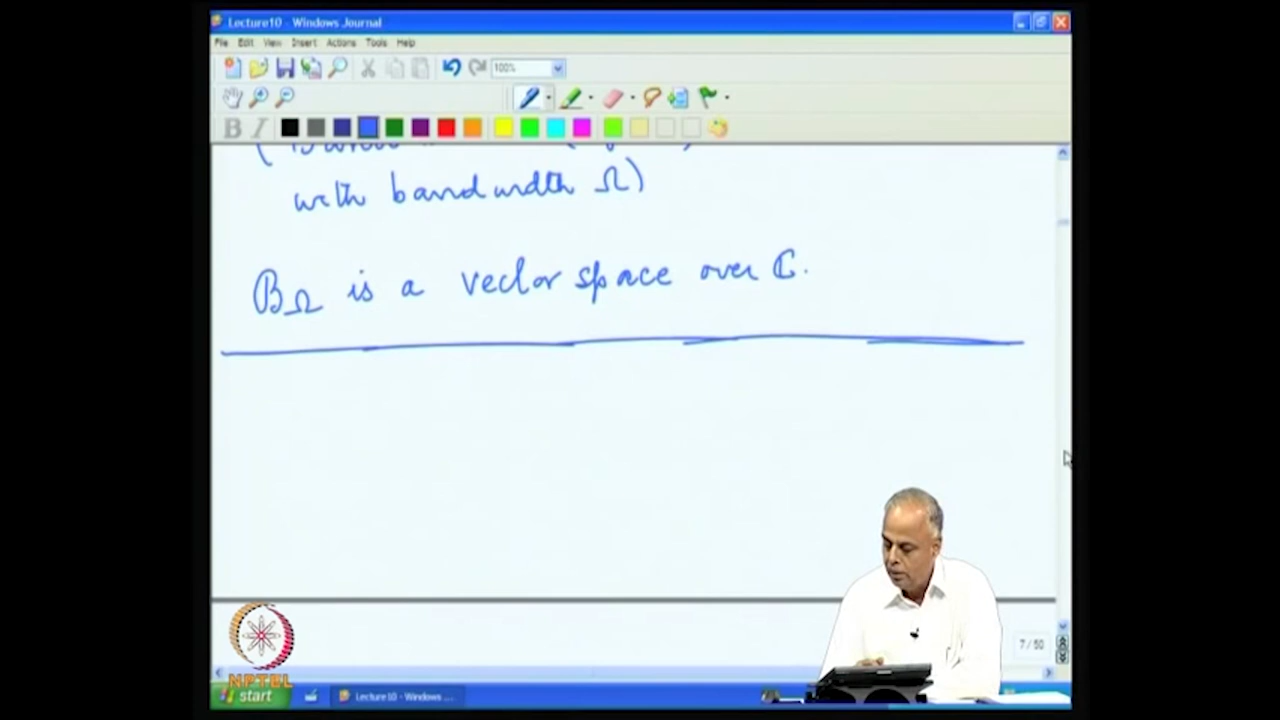 Lecture10 - Windows Journal
File Edit View Insert Actions Tools Help
100%
B I
with bandwidth Ω)
B_Ω is a vector space over ℂ.
7 / 50
NPTEL
start Lecture10 - Windows ...